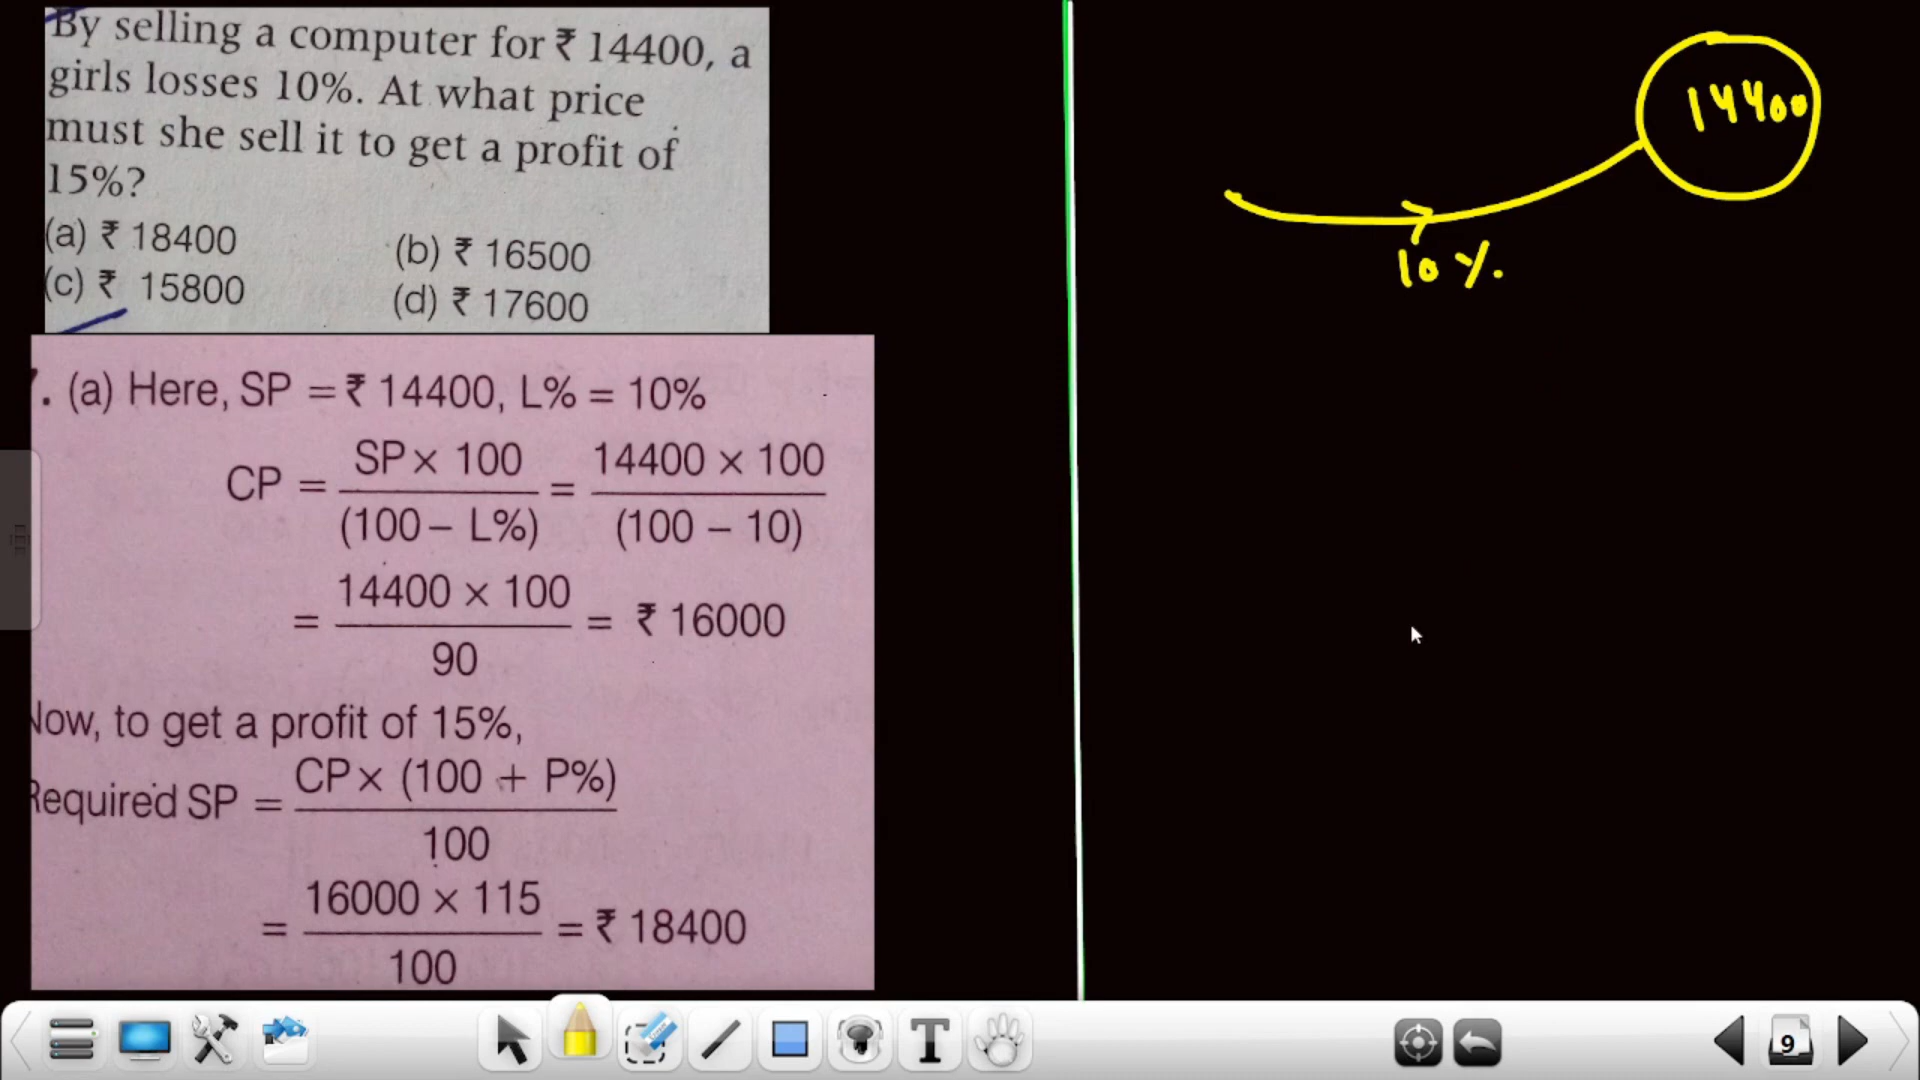 By selling a computer for ₹ 14400, a
girls losses 10%. At what price
must she sell it to get a profit of
15%?
(a) ₹ 18400 (b) ₹ 16500
(c) ₹ 15800 (d) ₹ 17600
. (a) Here, SP = ₹ 14400, L% = 10%
CP = SP × 100 / (100 – L%) = 14400 × 100 / (100 – 10)
= 14400 × 100 / 90 = ₹ 16000
Now, to get a profit of 15%,
Required SP = CP × (100 + P%) / 100
= 16000 × 115 / 100 = ₹ 18400
14400
10 %.
T
9